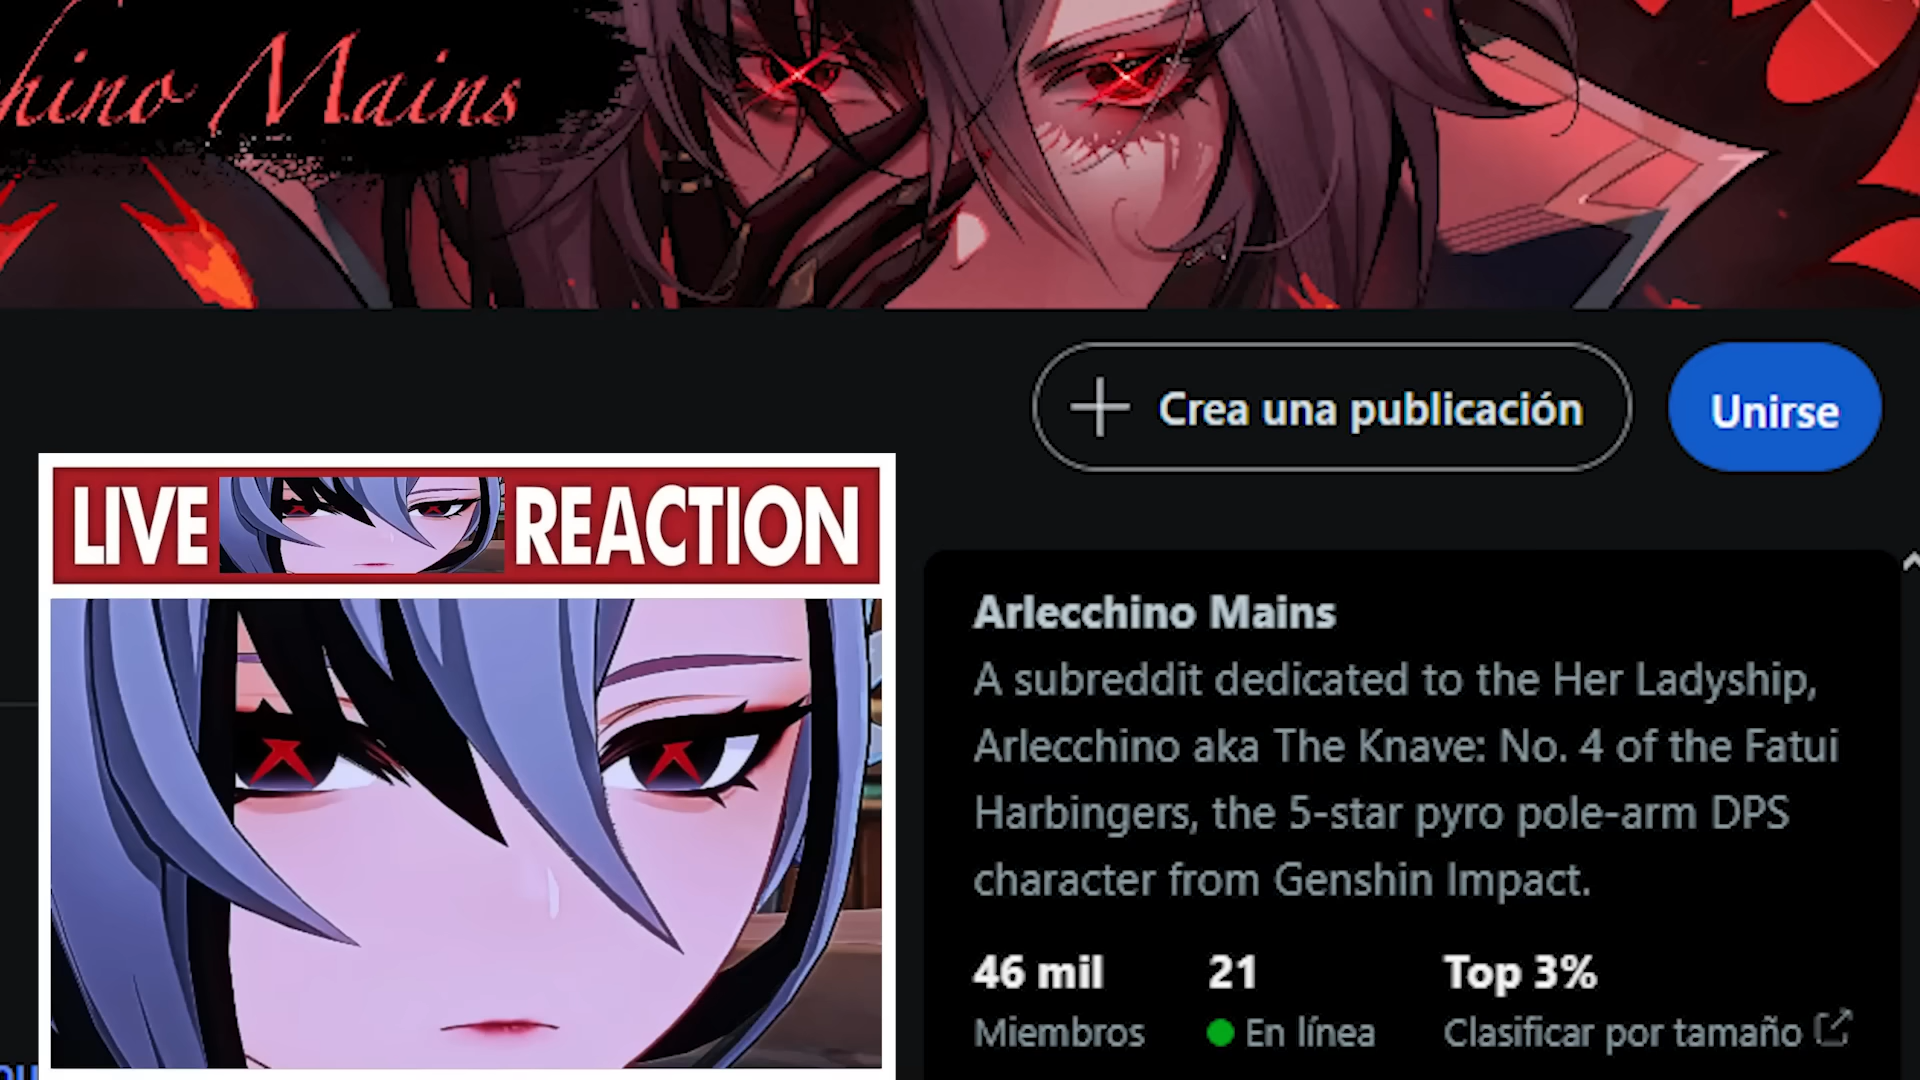 hino Mains
Crea una publicación
Unirse
LIVE REACTION
Arlecchino Mains
A subreddit dedicated to the Her Ladyship,
Arlecchino aka The Knave: No. 4 of the Fatui
Harbingers, the 5-star pyro pole-arm DPS
character from Genshin Impact.
46 mil 21 Top 3%
Miembros En línea Clasificar por tamaño